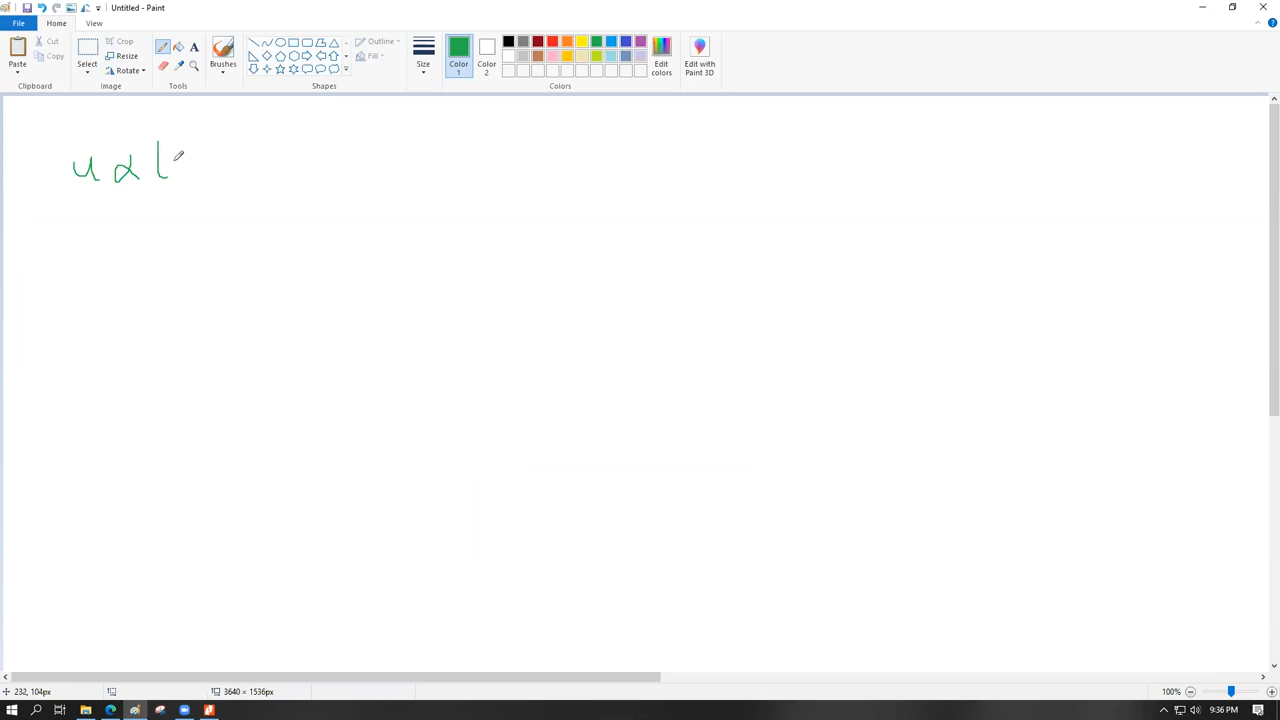 Untitled - Paint
File Home View
Paste Cut Copy Select Crop Resize Rotate Brushes Outline Fill Size Color 1 Color 2 Edit colors Edit with Paint 3D
Clipboard Image Tools Shapes Colors
u α l
232, 104px 3640 × 1536px 100%
9:36 PM